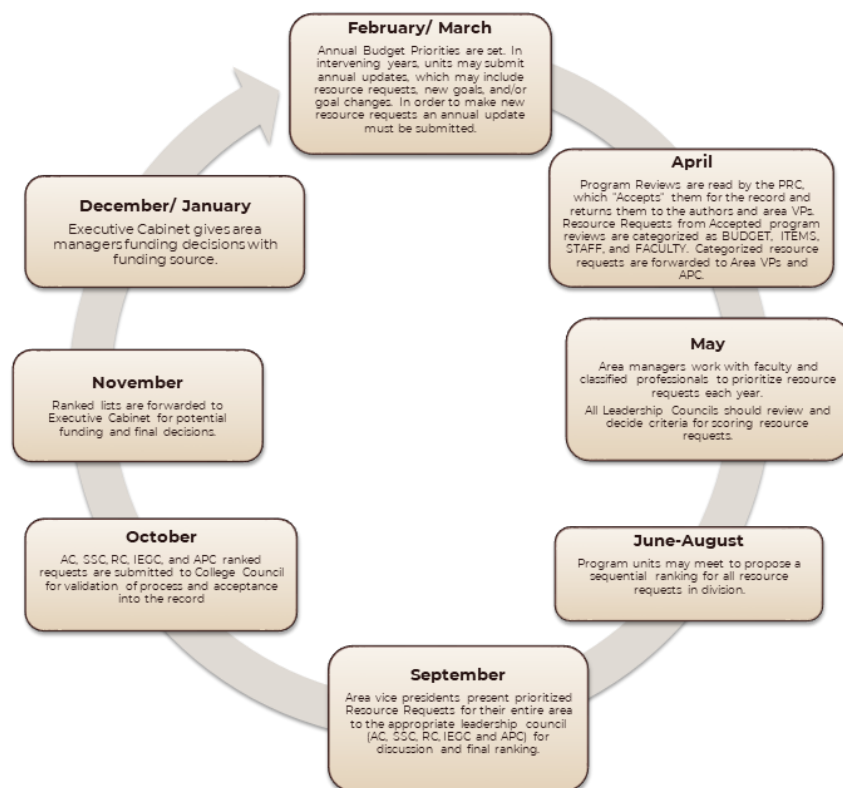 February/ March
Annual Budget Priorities are set. In
intervening years, units may submit
annual updates, which may include
resource requests, new goals, and/or
goal changes. In order to make new
resource requests an annual update
must be submitted.
April
Program Reviews are read by the PRC,
which "Accepts" them for the record and
returns them to the authors and area VPs.
Resource Requests from Accepted program
reviews are categorized as BUDGET, ITEMS,
STAFF, and FACULTY. Categorized resource
requests are forwarded to Area VPs and
APC.
May
Area managers work with faculty and
classified professionals to prioritize resource
requests each year.
All Leadership Councils should review and
decide criteria for scoring resource
requests.
June-August
Program units may meet to propose a
sequential ranking for all resource
requests in division.
September
Area vice presidents present prioritized
Resource Requests for their entire area
to the appropriate leadership council
(AC, SSC, RC, IEGC and APC) for
discussion and final ranking.
October
AC, SSC, RC, IEGC, and APC ranked
requests are submitted to College Council
for validation of process and acceptance
into the record
November
Ranked lists are forwarded to
Executive Cabinet for potential
funding and final decisions.
December/ January
Executive Cabinet gives area
managers funding decisions with
funding source.